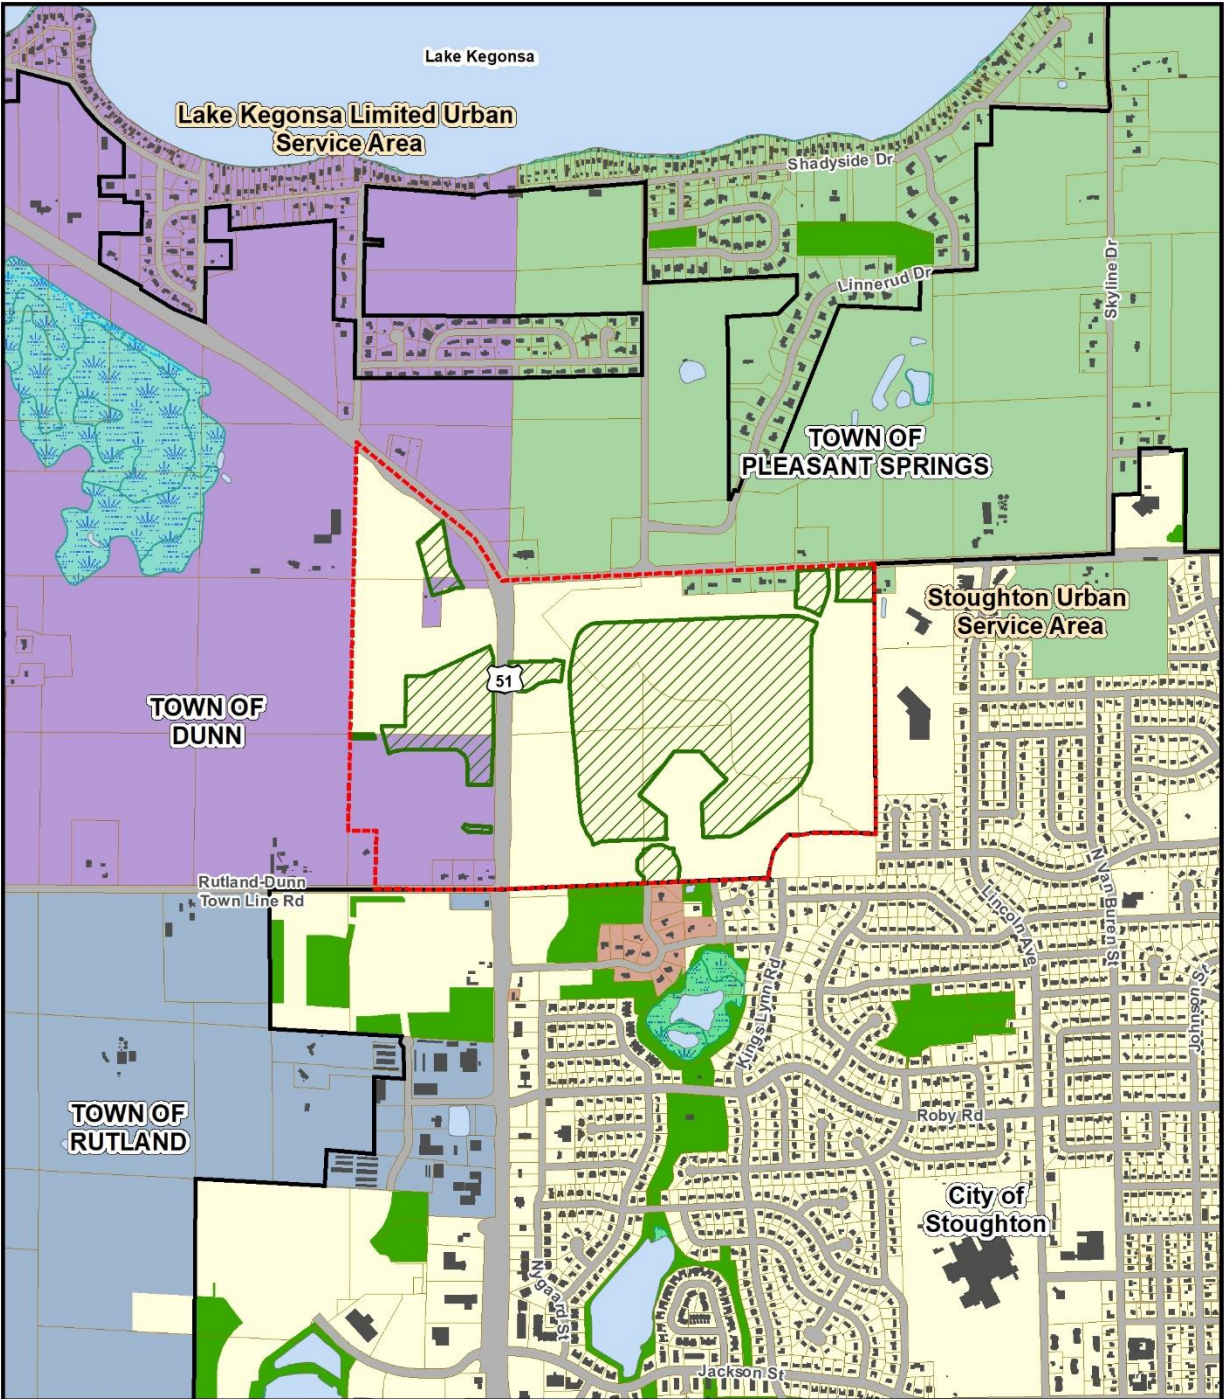 Lake Kegonsa
Lake Kegonsa Limited Urban
Service Area
Shadyside Dr
Linnerud Dr
Skyline Dr
TOWN OF
PLEASANT SPRINGS
Stoughton Urban
Service Area
51
TOWN OF
DUNN
Rutland-Dunn
Town Line Rd
Lincoln Ave
N Van Buren St
Johnson St
Kings Lynn Rd
TOWN OF
RUTLAND
Roby Rd
City of
Stoughton
Nygaard St
Jackson St